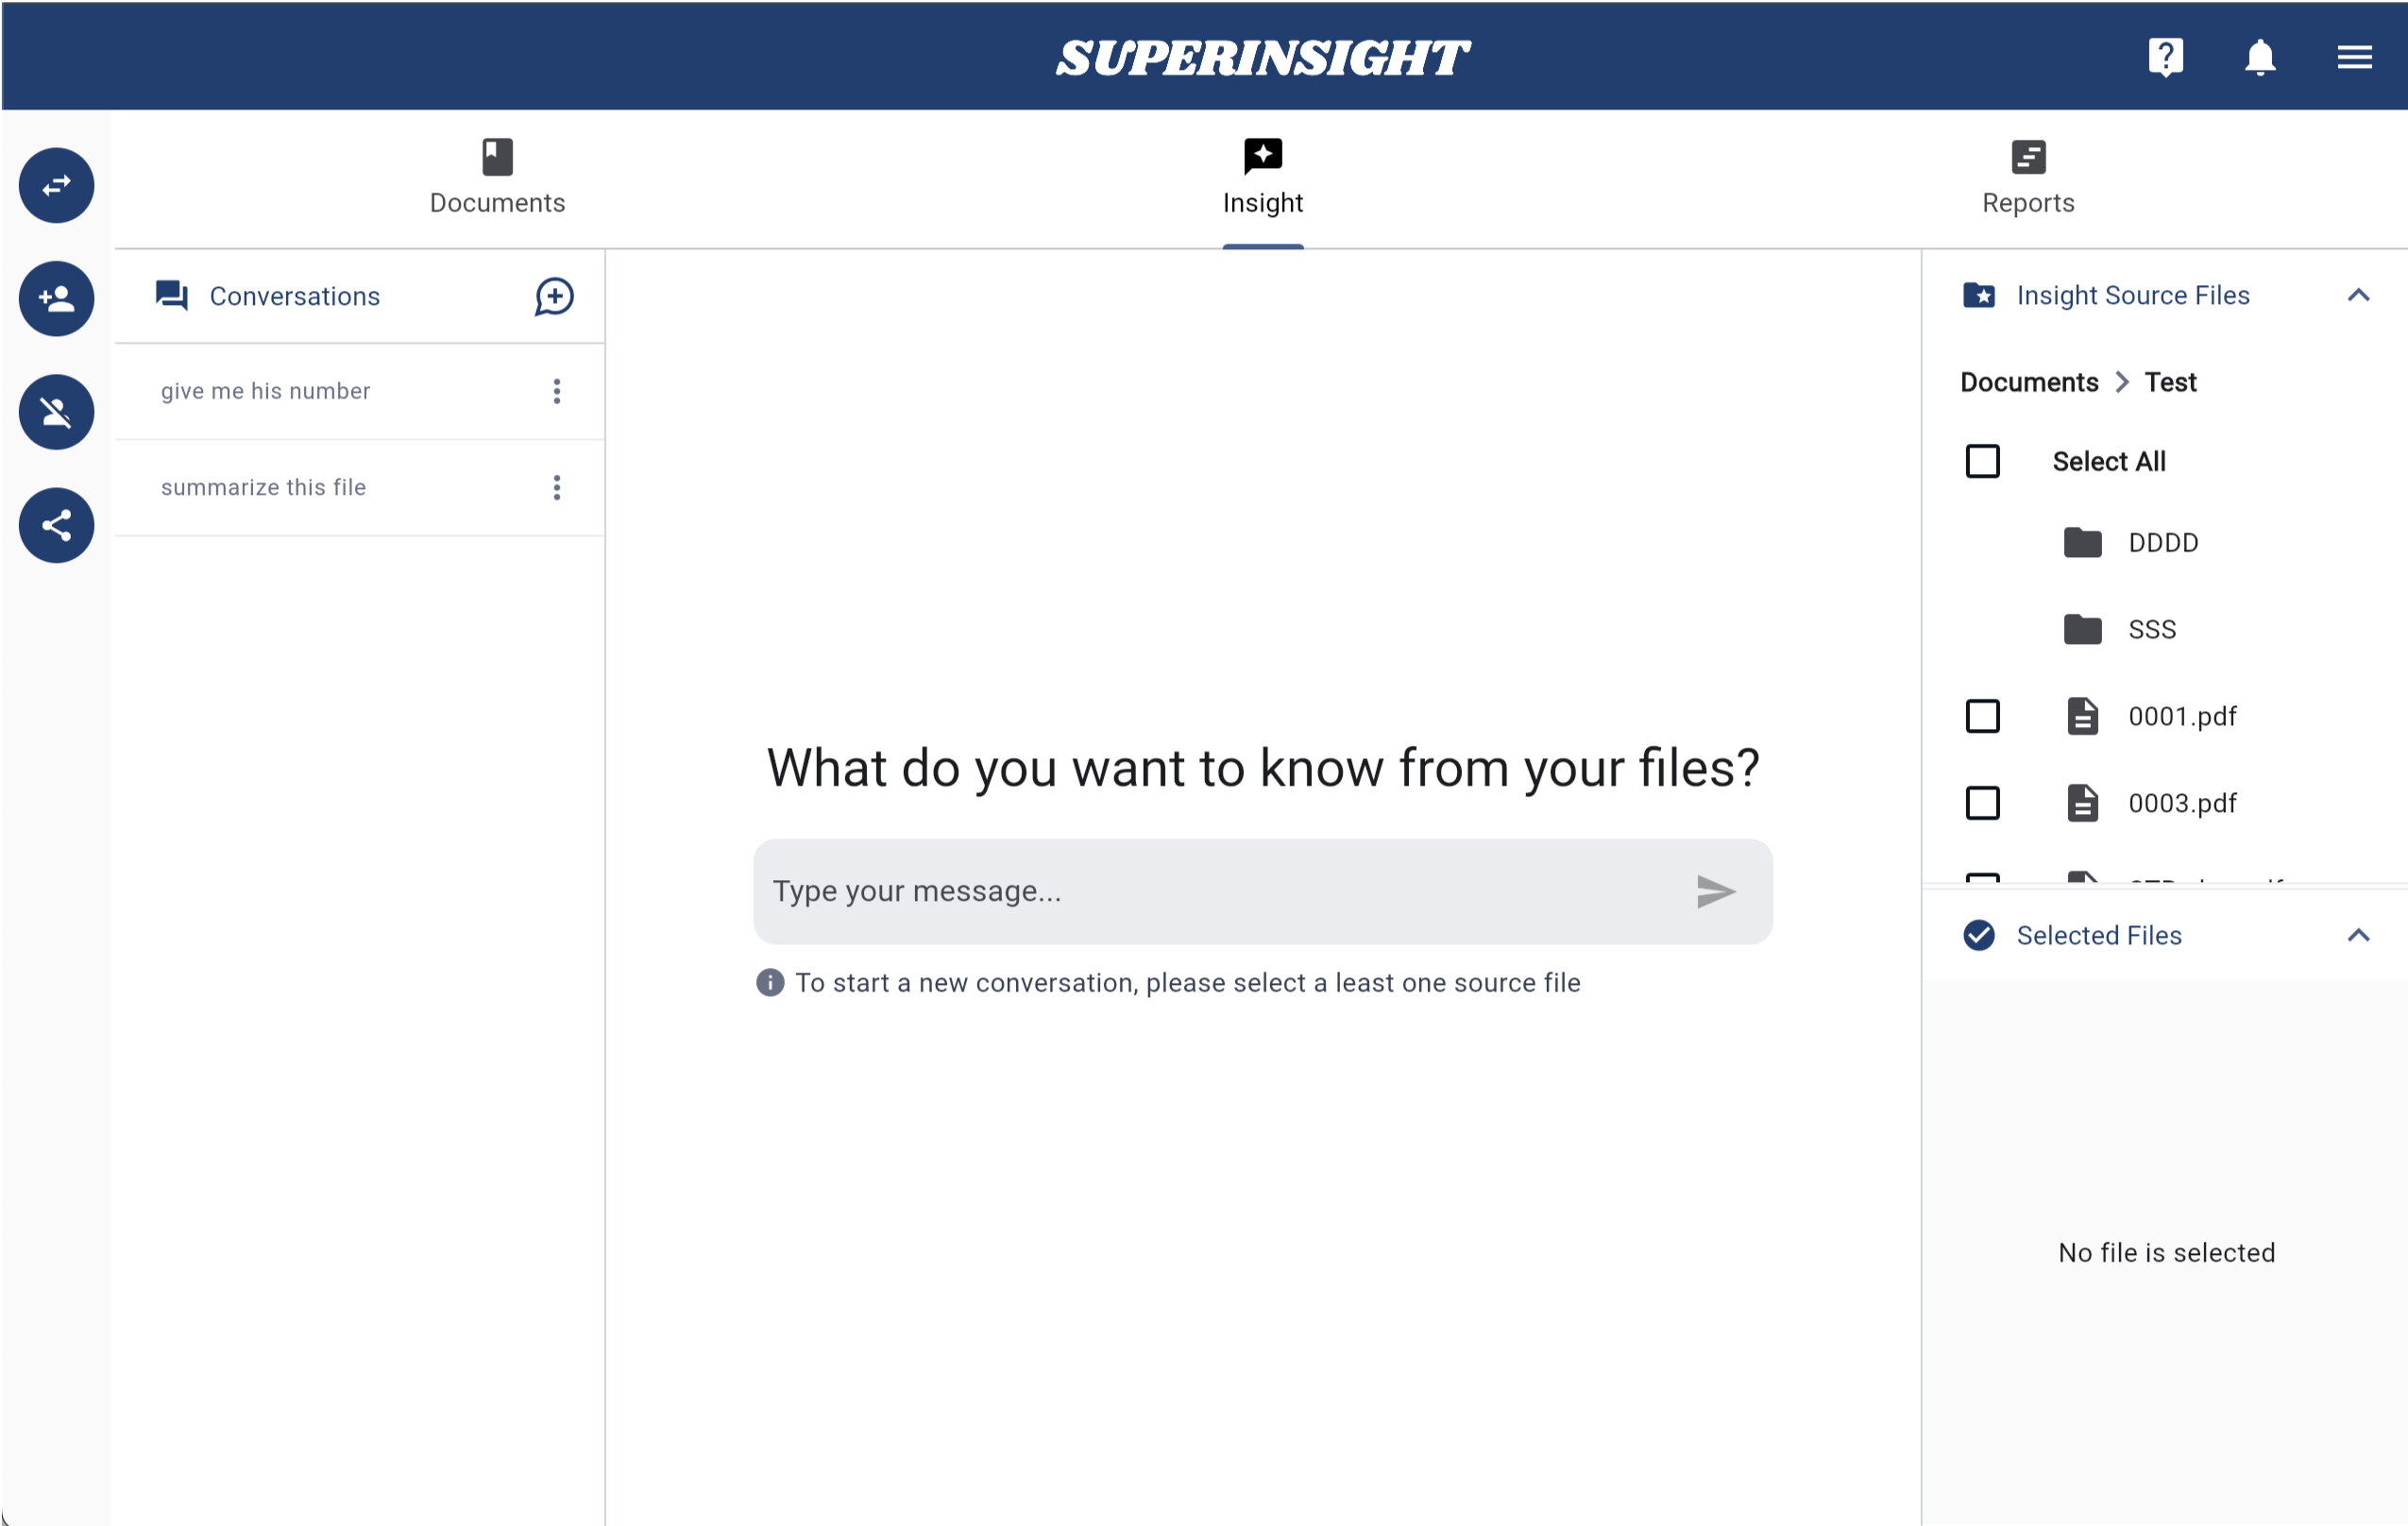 SUPERINSIGHT
Documents
Insight
Reports
Conversations
give me his number
summarize this file
What do you want to know from your files?
Type your message...
To start a new conversation, please select a least one source file
Insight Source Files
Documents > Test
Select All
DDDD
SSS
0001.pdf
0003.pdf
Selected Files
No file is selected